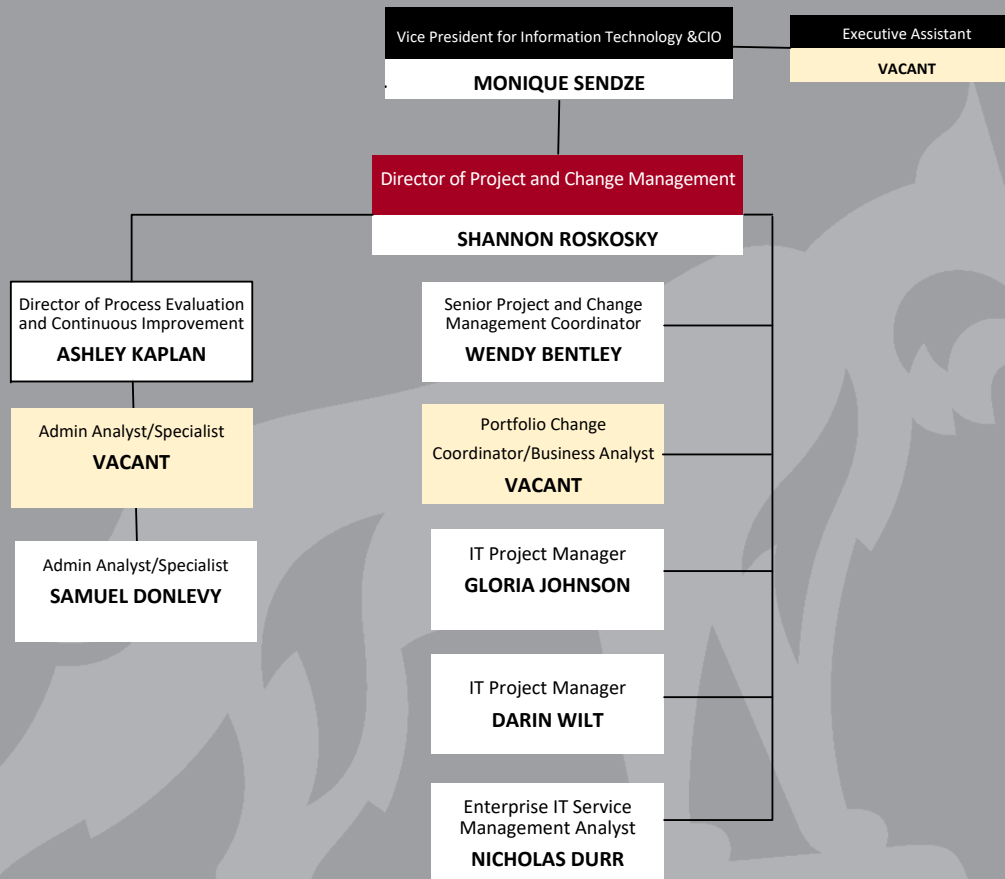 Vice President for Information Technology &CIO
MONIQUE SENDZE
Executive Assistant
VACANT
Director of Project and Change Management
SHANNON ROSKOSKY
Director of Process Evaluation
and Continuous Improvement
ASHLEY KAPLAN
Admin Analyst/Specialist
VACANT
Admin Analyst/Specialist
SAMUEL DONLEVY
Senior Project and Change
Management Coordinator
WENDY BENTLEY
Portfolio Change
Coordinator/Business Analyst
VACANT
IT Project Manager
GLORIA JOHNSON
IT Project Manager
DARIN WILT
Enterprise IT Service
Management Analyst
NICHOLAS DURR